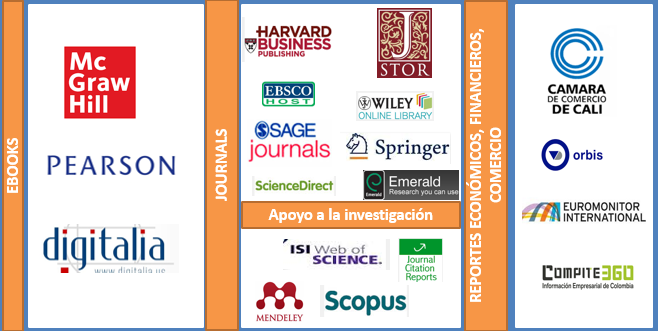 EBOOKS
Mc
Graw
Hill
PEARSON
digitalia
www.digitalia.us
JOURNALS
HARVARD
BUSINESS
PUBLISHING
J
STOR
EBSCO
HOST
WILEY
ONLINE LIBRARY
SAGE
journals
Springer
ScienceDirect
Emerald
Research you can use
Apoyo a la investigación
ISI Web of
SCIENCE.
Journal
Citation
Reports
MENDELEY
Scopus
REPORTES ECONÓMICOS, FINANCIEROS,
COMERCIO
CAMARA
DE COMERCIO
DE CALI
orbis
EUROMONITOR
INTERNATIONAL
COMPITE360
Información Empresarial de Colombia